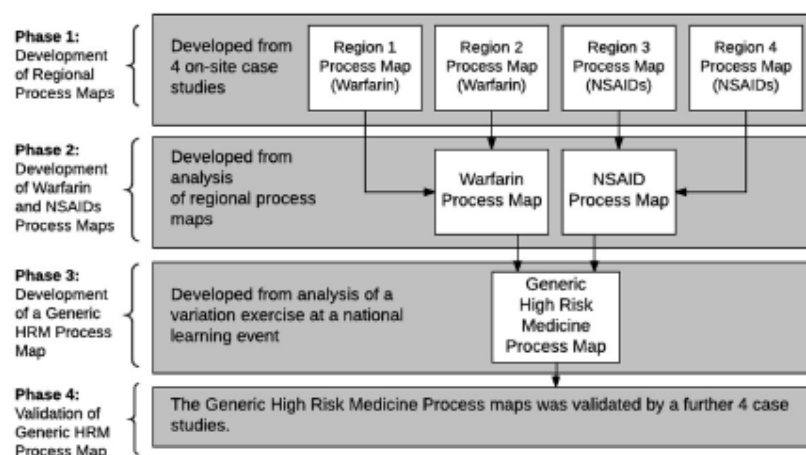 Phase 1:
Development
of Regional
Process Maps
Developed from
4 on-site case
studies
Region 1
Process Map
(Warfarin)
Region 2
Process Map
(Warfarin)
Region 3
Process Map
(NSAIDs)
Region 4
Process Map
(NSAIDs)
Phase 2:
Development
of Warfarin
and NSAIDs
Process Maps
Developed from
analysis
of regional process
maps
Warfarin
Process Map
NSAID
Process Map
Phase 3:
Development
of a Generic
HRM Process
Map
Developed from analysis of a
variation exercise at a national
learning event
Generic
High Risk
Medicine
Process Map
Phase 4:
Validation of
Generic HRM
Process Map
The Generic High Risk Medicine Process maps was validated by a further 4 case
studies.